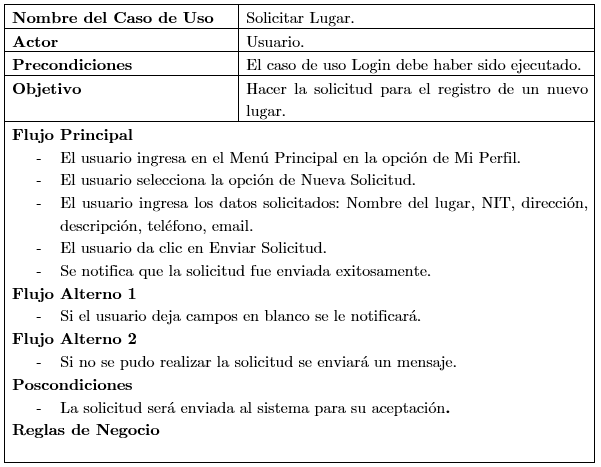 Nombre del Caso de Uso Solicitar Lugar.
Actor Usuario.
Precondiciones El caso de uso Login debe haber sido ejecutado.
Objetivo Hacer la solicitud para el registro de un nuevo
lugar.
Flujo Principal
- El usuario ingresa en el Menú Principal en la opción de Mi Perfil.
- El usuario selecciona la opción de Nueva Solicitud.
- El usuario ingresa los datos solicitados: Nombre del lugar, NIT, dirección,
descripción, teléfono, email.
- El usuario da clic en Enviar Solicitud.
- Se notifica que la solicitud fue enviada exitosamente.
Flujo Alterno 1
- Si el usuario deja campos en blanco se le notificará.
Flujo Alterno 2
- Si no se pudo realizar la solicitud se enviará un mensaje.
Poscondiciones
- La solicitud será enviada al sistema para su aceptación.
Reglas de Negocio